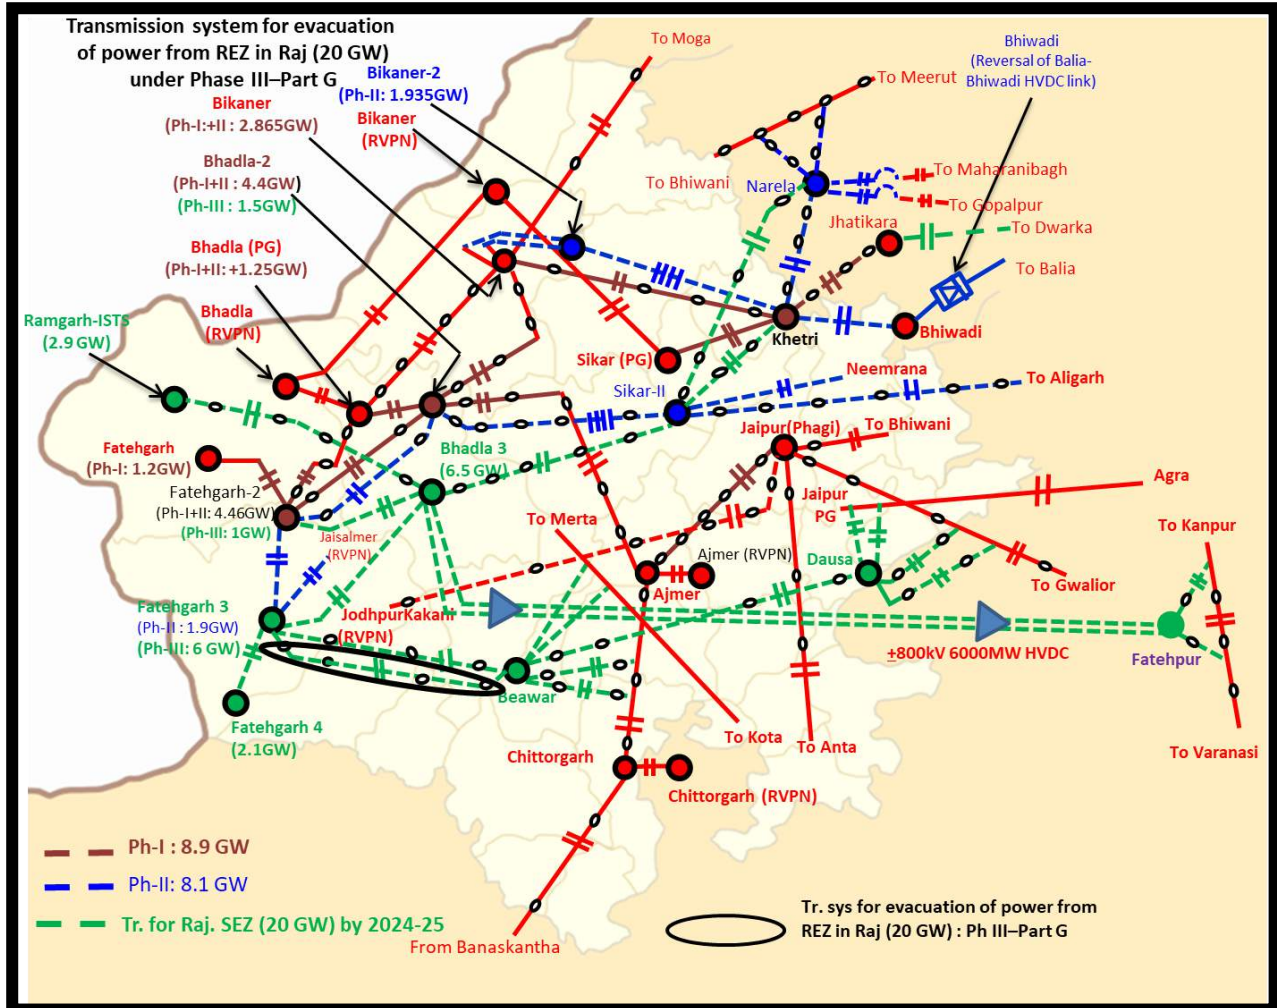 Transmission system for evacuation
of power from REZ in Raj (20 GW)
under Phase III–Part G
To Moga
Bhiwadi
(Reversal of Balia-
Bhiwadi HVDC link)
Bikaner-2
(Ph-II: 1.935GW)
To Meerut
Bikaner
(Ph-I:+II : 2.865GW)
Bikaner
(RVPN)
Bhadla-2
(Ph-I+II : 4.4GW)
(Ph-III : 1.5GW)
To Bhiwani
Narela
To Maharanibagh
To Gopalpur
Jhatikara
To Dwarka
Bhadla (PG)
(Ph-I+II: +1.25GW)
To Balia
Bhadla
(RVPN)
Ramgarh-ISTS
(2.9 GW)
Khetri
Bhiwadi
Sikar (PG)
Neemrana
To Aligarh
Sikar-II
Jaipur(Phagi)
To Bhiwani
Fatehgarh
(Ph-I: 1.2GW)
Bhadla 3
(6.5 GW)
Agra
Fatehgarh-2
(Ph-I+II: 4.46GW)
(Ph-III: 1GW)
Jaipur
PG
To Merta
To Kanpur
Jaisalmer
(RVPN)
Ajmer (RVPN)
Dausa
Ajmer
To Gwalior
Fatehgarh 3
(Ph-II : 1.9GW)
(Ph-III: 6 GW)
JodhpurKakani
(RVPN)
+800kV 6000MW HVDC
Fatehpur
Beawar
Fatehgarh 4
(2.1GW)
To Kota
To Anta
To Varanasi
Chittorgarh
Chittorgarh (RVPN)
Ph-I : 8.9 GW
Ph-II: 8.1 GW
Tr. for Raj. SEZ (20 GW) by 2024-25
Tr. sys for evacuation of power from
REZ in Raj (20 GW) : Ph III–Part G
From Banaskantha